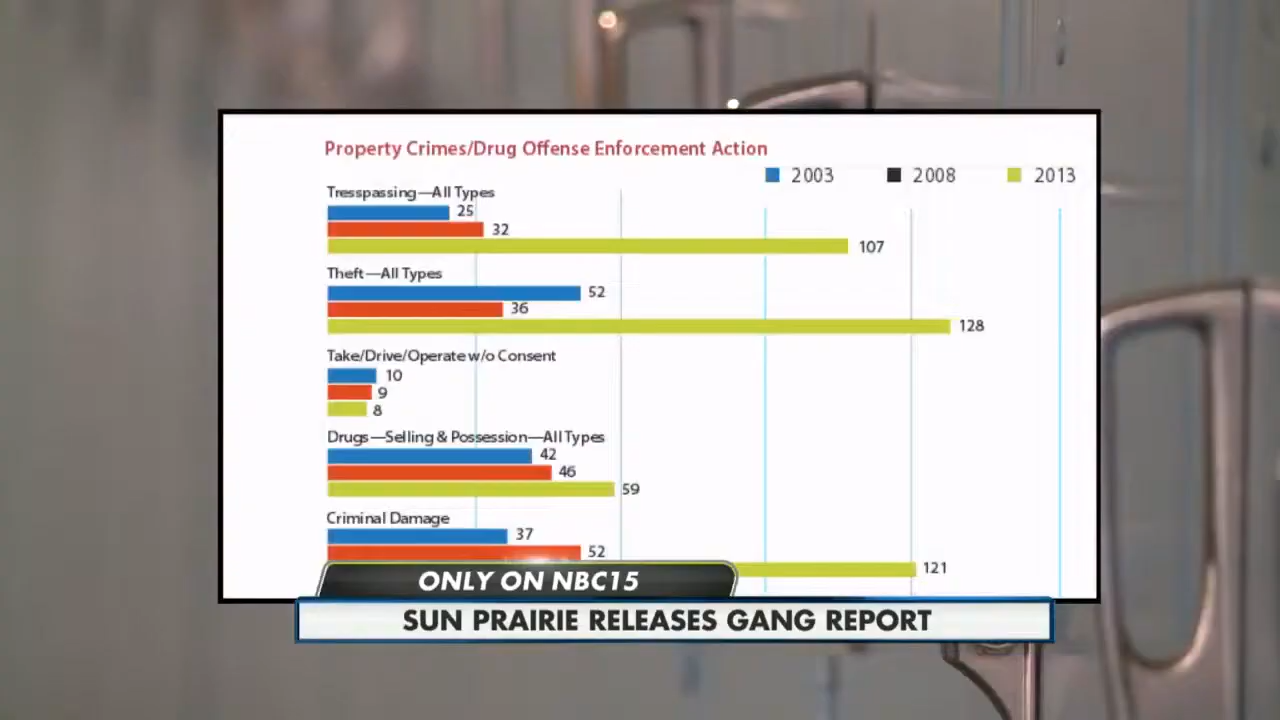 Property Crimes/Drug Offense Enforcement Action
2003 2008 2013
Tresspassing—All Types
25
32
107
Theft—All Types
52
36
128
Take/Drive/Operate w/o Consent
10
9
8
Drugs—Selling & Possession—All Types
42
46
59
Criminal Damage
37
52
121
ONLY ON NBC15
SUN PRAIRIE RELEASES GANG REPORT